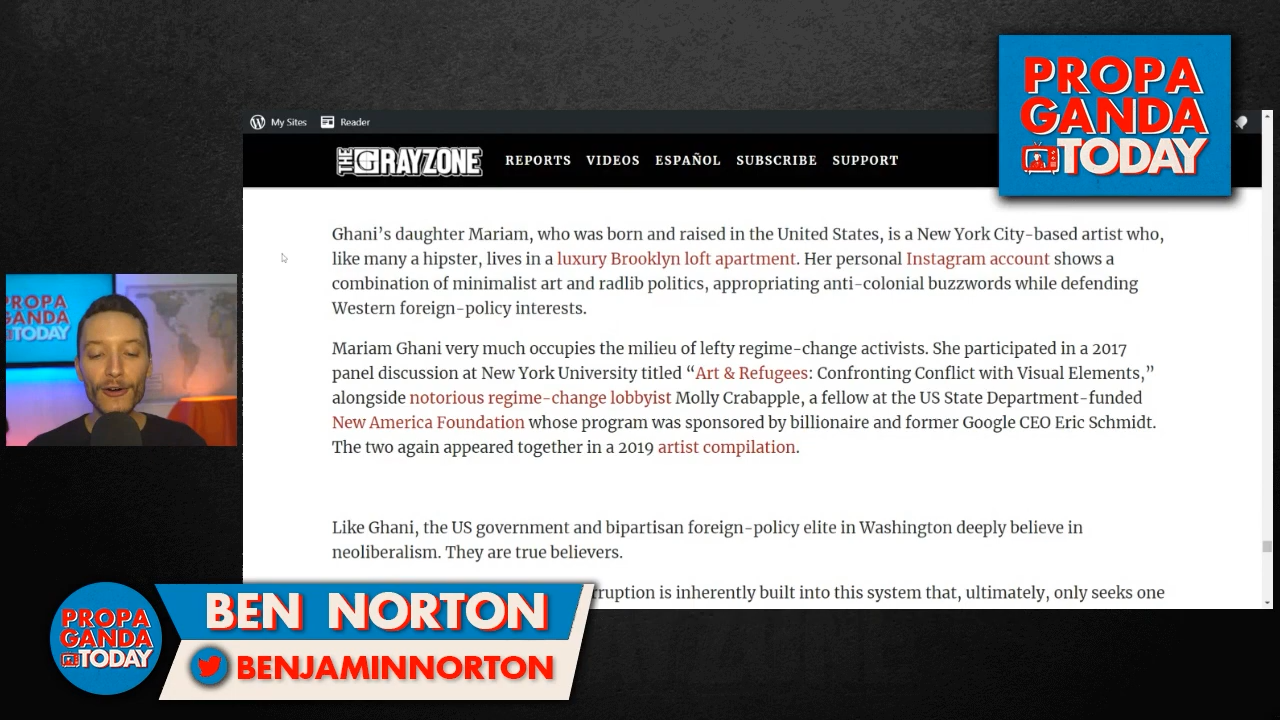 PROPA
GANDA
TODAY
My Sites
Reader
THE GRAYZONE
REPORTS VIDEOS ESPAÑOL SUBSCRIBE SUPPORT
Ghani’s daughter Mariam, who was born and raised in the United States, is a New York City-based artist who,
like many a hipster, lives in a luxury Brooklyn loft apartment. Her personal Instagram account shows a
combination of minimalist art and radlib politics, appropriating anti-colonial buzzwords while defending
Western foreign-policy interests.
Mariam Ghani very much occupies the milieu of lefty regime-change activists. She participated in a 2017
panel discussion at New York University titled “Art & Refugees: Confronting Conflict with Visual Elements,”
alongside notorious regime-change lobbyist Molly Crabapple, a fellow at the US State Department-funded
New America Foundation whose program was sponsored by billionaire and former Google CEO Eric Schmidt.
The two again appeared together in a 2019 artist compilation.
Like Ghani, the US government and bipartisan foreign-policy elite in Washington deeply believe in
neoliberalism. They are true believers.
rruption is inherently built into this system that, ultimately, only seeks one
PROPA
ANDA
TODAY
PROPA
GANDA
TODAY
BEN NORTON
BENJAMINNORTON